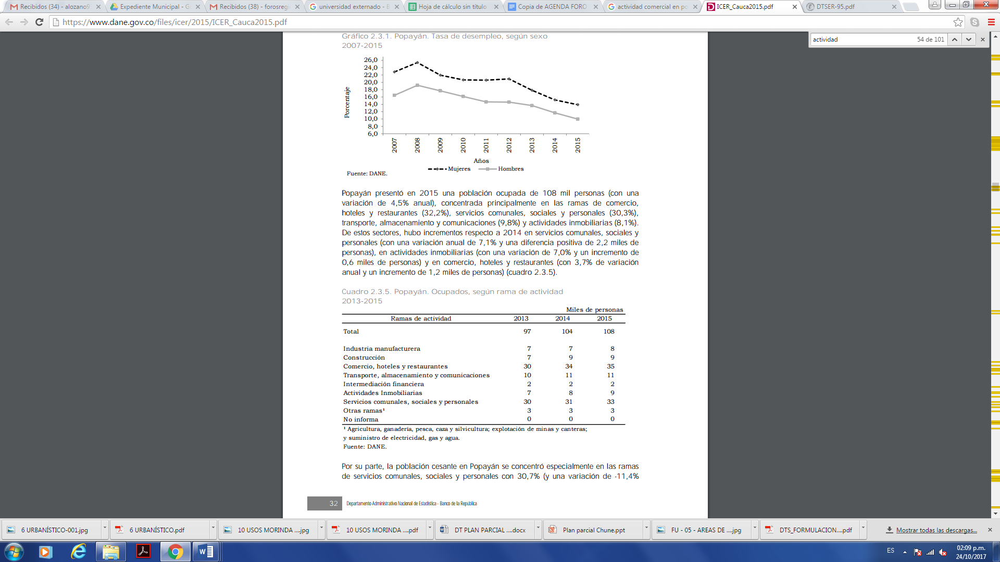 Recibidos (34) - alozano9
Expediente Municipal - G
Recibidos (38) - forosregi
universidad externado - B
Hoja de cálculo sin título
Copia de AGENDA FORO
actividad comercial en po
ICER_Cauca2015.pdf
DTSER-95.pdf
https://www.dane.gov.co/files/icer/2015/ICER_Cauca2015.pdf
actividad 54 de 101
Gráfico 2.3.1. Popayán. Tasa de desempleo, según sexo
2007-2015
26,0
24,0
22,0
20,0
18,0
16,0
14,0
12,0
10,0
8,0
6,0
Porcentaje
2007 2008 2009 2010 2011 2012 2013 2014 2015
Años
Mujeres Hombres
Fuente: DANE.
Popayán presentó en 2015 una población ocupada de 108 mil personas (con una
variación de 4,5% anual), concentrada principalmente en las ramas de comercio,
hoteles y restaurantes (32,2%), servicios comunales, sociales y personales (30,3%),
transporte, almacenamiento y comunicaciones (9,8%) y actividades inmobiliarias (8,1%).
De estos sectores, hubo incrementos respecto a 2014 en servicios comunales, sociales y
personales (con una variación anual de 7,1% y una diferencia positiva de 2,2 miles de
personas), en actividades inmobiliarias (con una variación de 7,0% y un incremento de
0,6 miles de personas) y en comercio, hoteles y restaurantes (con 3,7% de variación
anual y un incremento de 1,2 miles de personas) (cuadro 2.3.5).
Cuadro 2.3.5. Popayán. Ocupados, según rama de actividad
2013-2015
Miles de personas
Ramas de actividad 2013 2014 2015
Total 97 104 108
Industria manufacturera 7 7 8
Construcción 7 9 9
Comercio, hoteles y restaurantes 30 34 35
Transporte, almacenamiento y comunicaciones 10 11 11
Intermediación financiera 2 2 2
Actividades Inmobiliarias 7 8 9
Servicios comunales, sociales y personales 30 31 33
Otras ramas¹ 3 3 3
No informa 0 0 0
¹ Agricultura, ganadería, pesca, caza y silvicultura; explotación de minas y canteras;
y suministro de electricidad, gas y agua.
Fuente: DANE.
Por su parte, la población cesante en Popayán se concentró especialmente en las ramas
de servicios comunales, sociales y personales con 30,7% (y una variación de -11,4%
32 Departamento Administrativo Nacional de Estadística - Banco de la República
6 URBANÍSTICO-001.jpg
6 URBANÍSTICO.pdf
10 USOS MORINDA ....jpg
10 USOS MORINDA ....pdf
DT PLAN PARCIAL ....docx
Plan parcial Chune.ppt
FU - 05 - AREAS DE ....jpg
DTS_FORMULACION....pdf
Mostrar todas las descargas...
ES
02:09 p.m.
24/10/2017